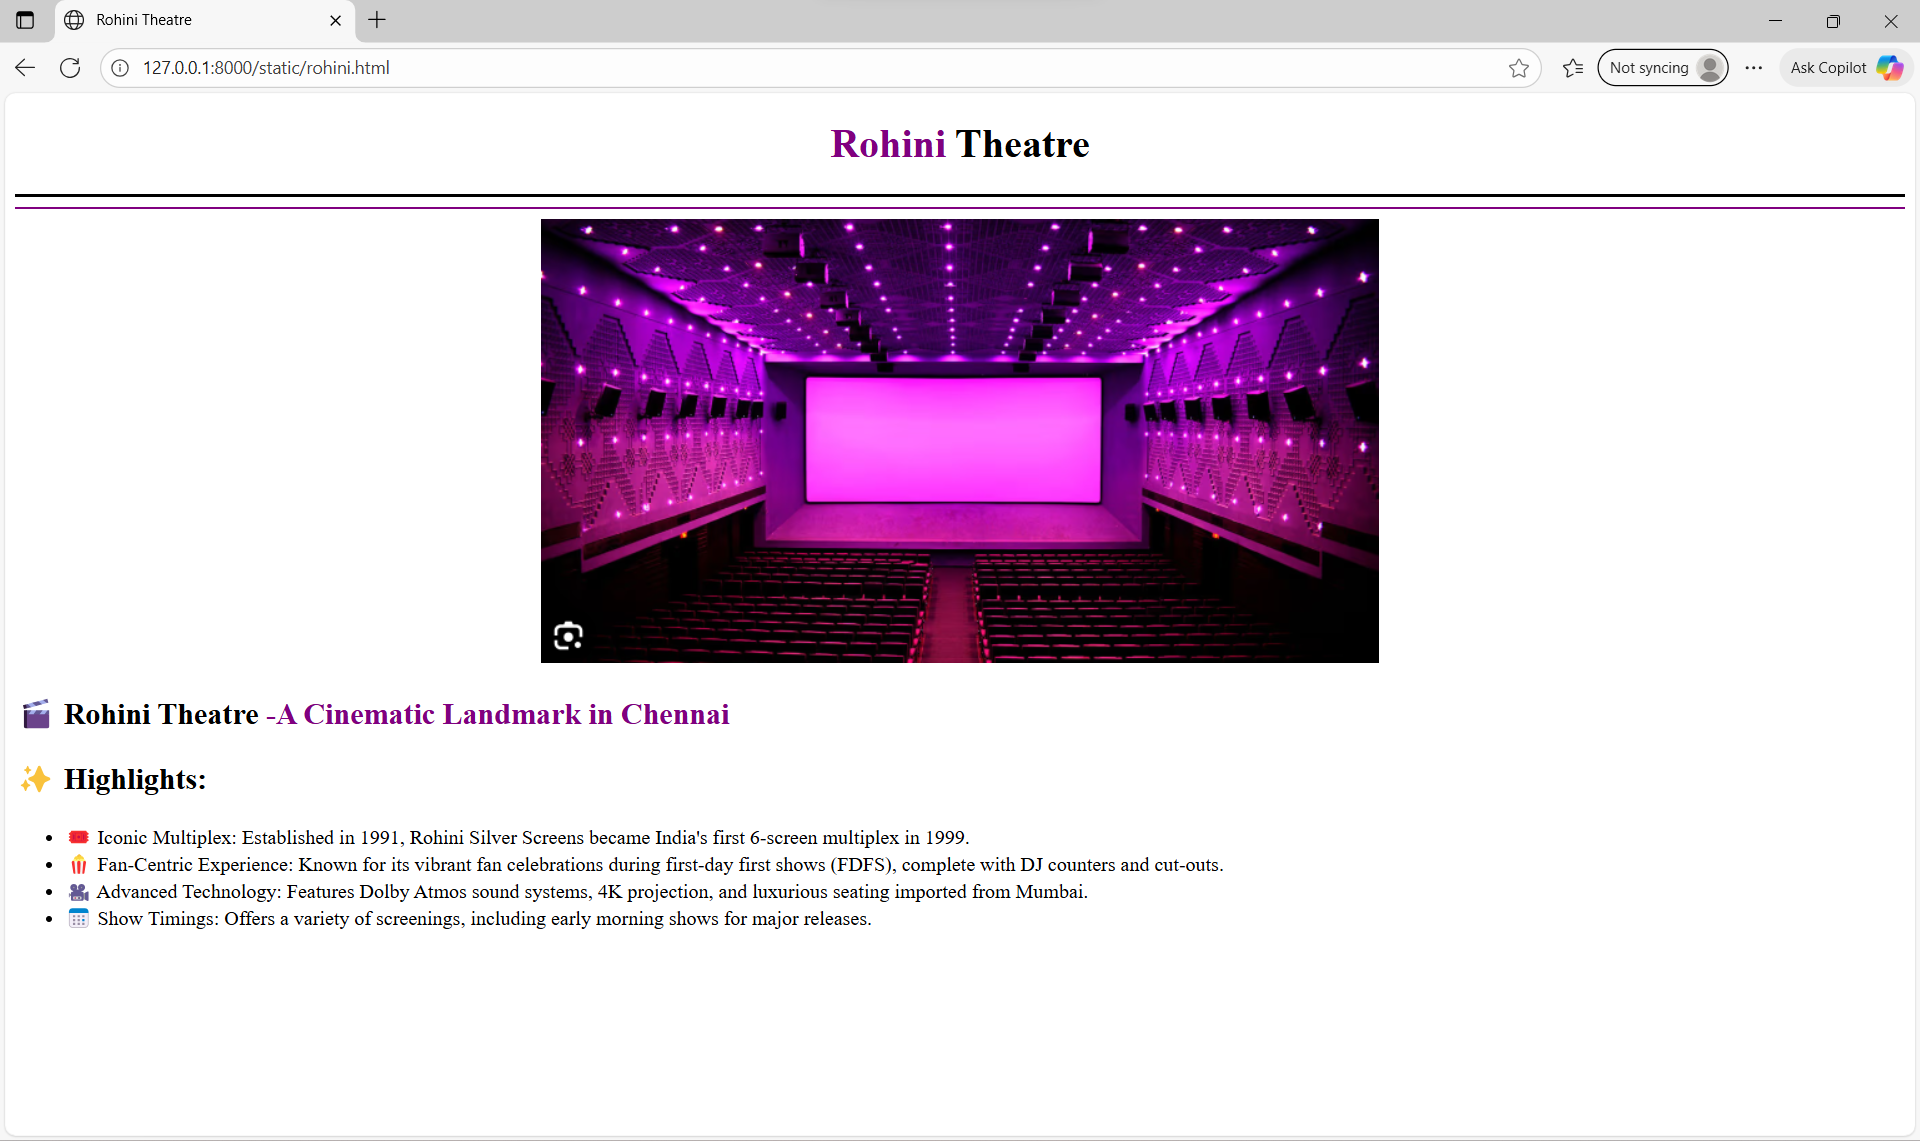 Rohini Theatre
127.0.0.1:8000/static/rohini.html
Not syncing
Ask Copilot
Rohini Theatre
🎬 Rohini Theatre -A Cinematic Landmark in Chennai
✨ Highlights:
• 🎟️ Iconic Multiplex: Established in 1991, Rohini Silver Screens became India's first 6-screen multiplex in 1999.
• 🍿 Fan-Centric Experience: Known for its vibrant fan celebrations during first-day first shows (FDFS), complete with DJ counters and cut-outs.
• 🎥 Advanced Technology: Features Dolby Atmos sound systems, 4K projection, and luxurious seating imported from Mumbai.
• 🗓️ Show Timings: Offers a variety of screenings, including early morning shows for major releases.